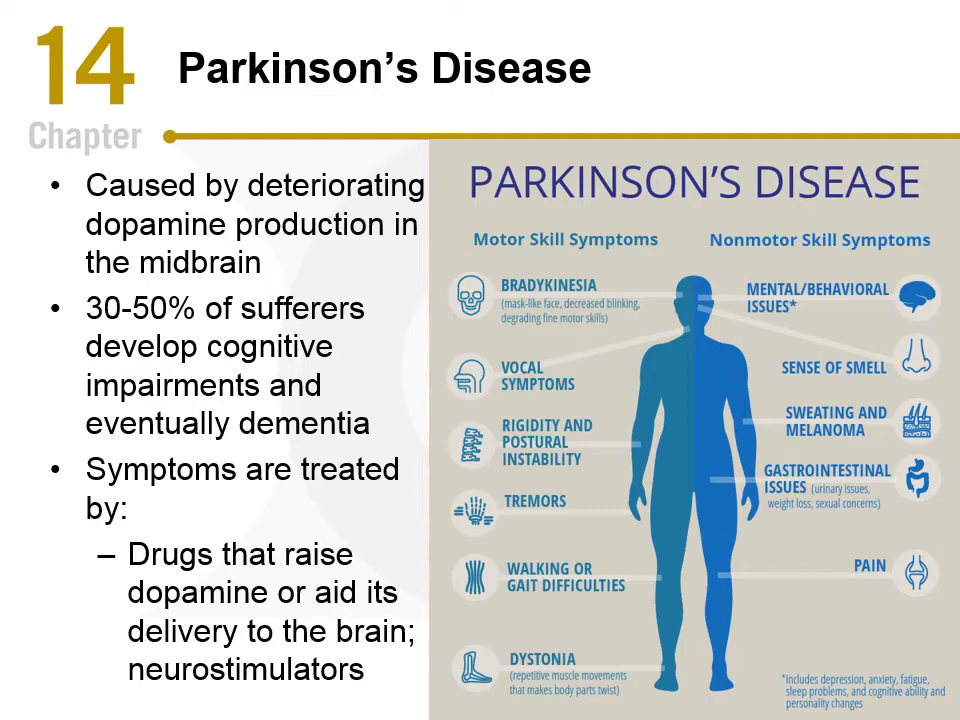 14
Chapter
Parkinson’s Disease
• Caused by deteriorating
dopamine production in
the midbrain
• 30-50% of sufferers
develop cognitive
impairments and
eventually dementia
• Symptoms are treated
by:
– Drugs that raise
dopamine or aid its
delivery to the brain;
neurostimulators
PARKINSON’S DISEASE
Motor Skill Symptoms
BRADYKINESIA
(mask-like face, decreased blinking,
degrading fine motor skills)
VOCAL
SYMPTOMS
RIGIDITY AND
POSTURAL
INSTABILITY
TREMORS
WALKING OR
GAIT DIFFICULTIES
DYSTONIA
(repetitive muscle movements
that makes body parts twist)
Nonmotor Skill Symptoms
MENTAL/BEHAVIORAL
ISSUES*
SENSE OF SMELL
SWEATING AND
MELANOMA
GASTROINTESTINAL
ISSUES (urinary issues,
weight loss, sexual concerns)
PAIN
*includes depression, anxiety, fatigue,
sleep problems, and cognitive ability and
personality changes